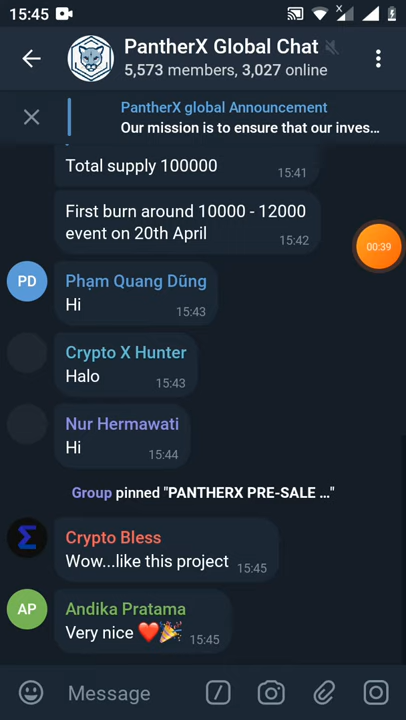 15:45
PantherX Global Chat
5,573 members, 3,027 online
PantherX global Announcement
Our mission is to ensure that our inves...
Total supply 100000
15:41
First burn around 10000 - 12000
event on 20th April
15:42
00:39
PD
Phạm Quang Dũng
Hi
15:43
Crypto X Hunter
Halo
15:43
Nur Hermawati
Hi
15:44
Group pinned "PANTHERX PRE-SALE ..."
Σ
Crypto Bless
Wow...like this project
15:45
AP
Andika Pratama
Very nice ❤️🎉
15:45
Message